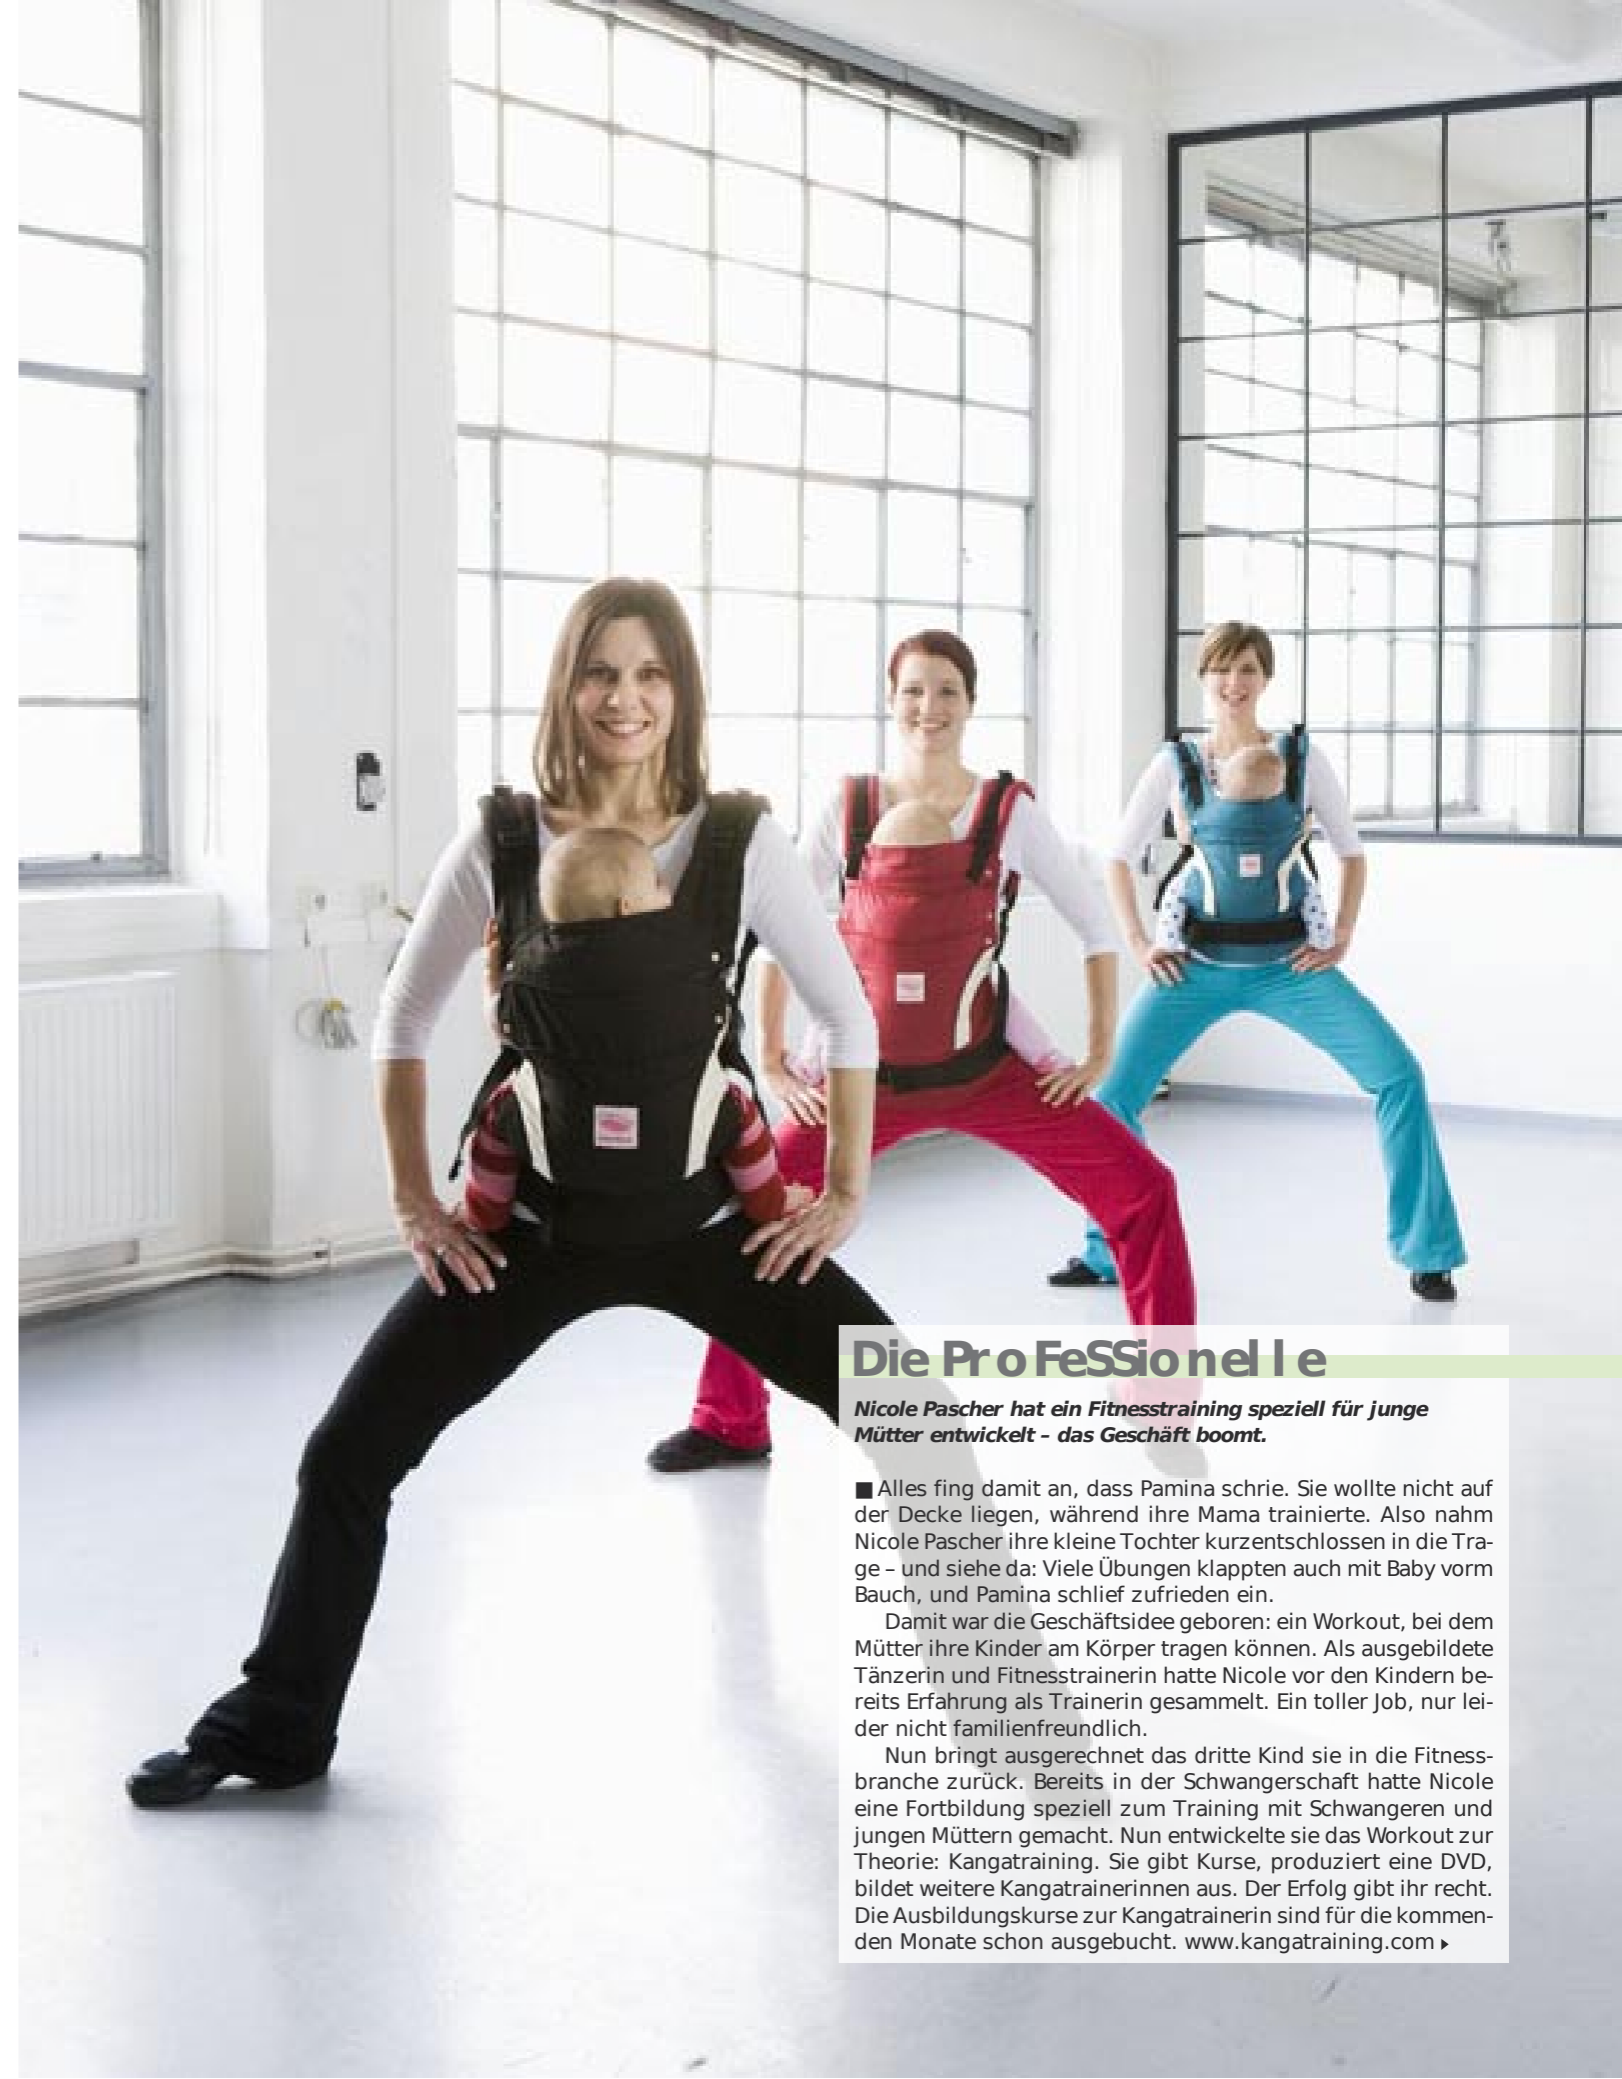 Die ProFeSSionelle
Nicole Pascher hat ein Fitnesstraining speziell für junge
Mütter entwickelt – das Geschäft boomt.
■ Alles fing damit an, dass Pamina schrie. Sie wollte nicht auf
der Decke liegen, während ihre Mama trainierte. Also nahm
Nicole Pascher ihre kleine Tochter kurzentschlossen in die Tra-
ge – und siehe da: Viele Übungen klappten auch mit Baby vorm
Bauch, und Pamina schlief zufrieden ein.
Damit war die Geschäftsidee geboren: ein Workout, bei dem
Mütter ihre Kinder am Körper tragen können. Als ausgebildete
Tänzerin und Fitnesstrainerin hatte Nicole vor den Kindern be-
reits Erfahrung als Trainerin gesammelt. Ein toller Job, nur lei-
der nicht familienfreundlich.
Nun bringt ausgerechnet das dritte Kind sie in die Fitness-
branche zurück. Bereits in der Schwangerschaft hatte Nicole
eine Fortbildung speziell zum Training mit Schwangeren und
jungen Müttern gemacht. Nun entwickelte sie das Workout zur
Theorie: Kangatraining. Sie gibt Kurse, produziert eine DVD,
bildet weitere Kangatrainerinnen aus. Der Erfolg gibt ihr recht.
Die Ausbildungskurse zur Kangatrainerin sind für die kommen-
den Monate schon ausgebucht. www.kangatraining.com ▸